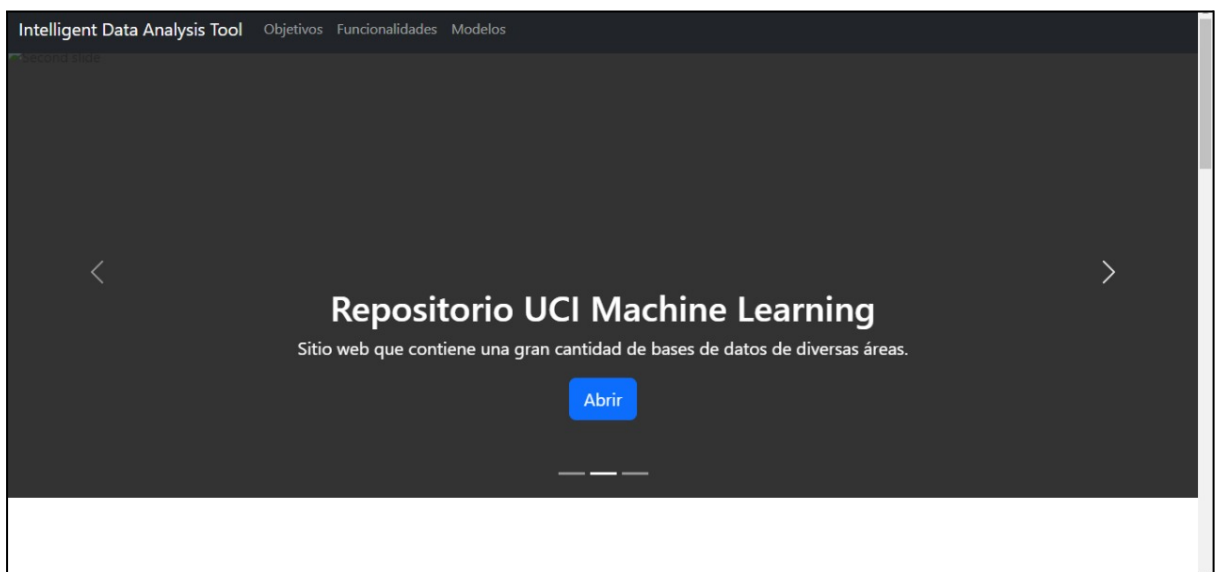 Intelligent Data Analysis Tool Objetivos Funcionalidades Modelos
Second slide
Repositorio UCI Machine Learning
Sitio web que contiene una gran cantidad de bases de datos de diversas áreas.
Abrir